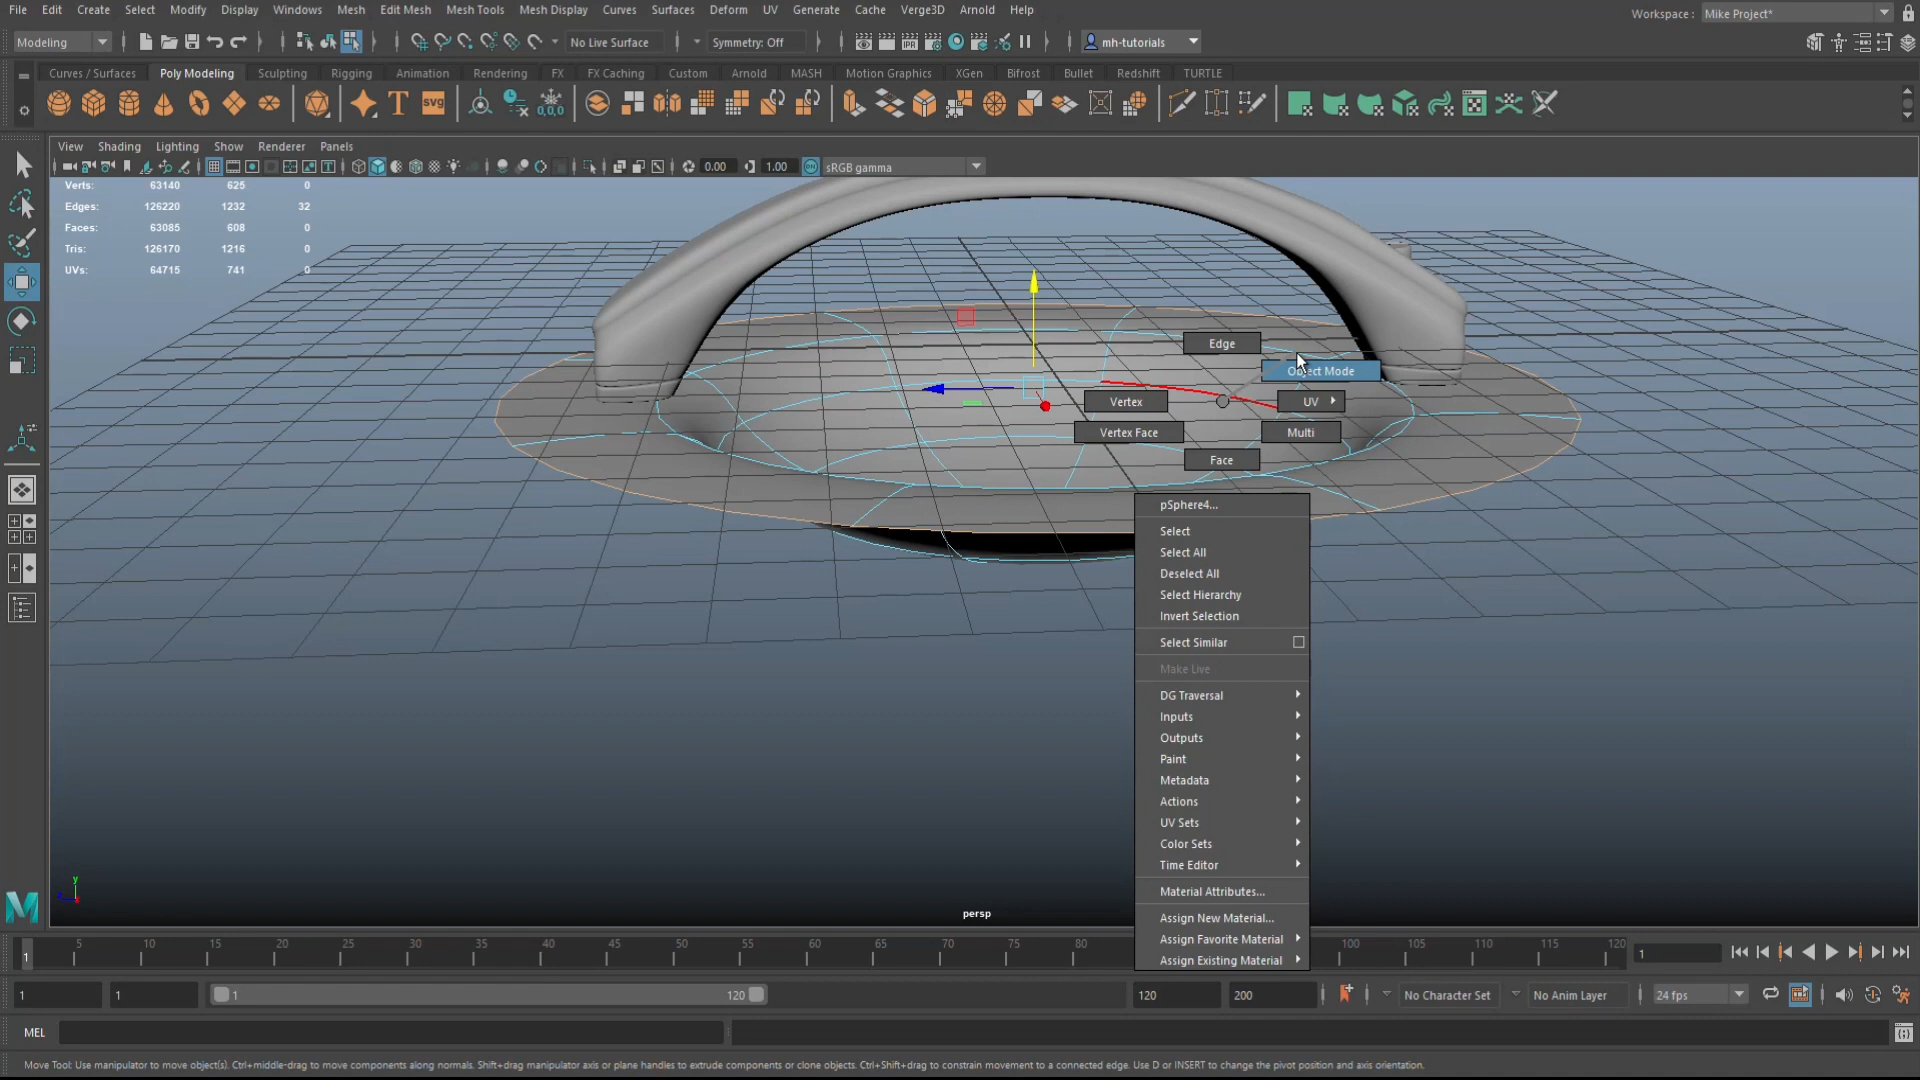 File Edit Create Select Modify Display Windows Mesh Edit Mesh Mesh Tools Mesh Display Curves Surfaces Deform UV Generate Cache Verge3D Arnold Help
Workspace : Mike Project*
Modeling No Live Surface Symmetry: Off IPR mh-tutorials
Curves / Surfaces Poly Modeling Sculpting Rigging Animation Rendering FX FX Caching Custom Arnold MASH Motion Graphics XGen Bifrost Bullet Redshift TURTLE
T SVG 0,0,0
View Shading Lighting Show Renderer Panels
0.00 1.00 sRGB gamma
Verts: 63140 625 0
Edges: 126220 1232 32
Faces: 63085 608 0
Tris: 126170 1216 0
UVs: 64715 741 0
Edge
Object Mode
Vertex UV
Vertex Face Multi
Face
pSphere4...
Select
Select All
Deselect All
Select Hierarchy
Invert Selection
Select Similar
Make Live
DG Traversal
Inputs
Outputs
Paint
Metadata
Actions
UV Sets
Color Sets
Time Editor
Material Attributes...
Assign New Material...
Assign Favorite Material
Assign Existing Material
y
persp
5 10 15 20 25 30 35 40 45 50 55 60 65 70 75 80 100 105 110 115 120
1 1
1 1 1 120 120 200 No Character Set No Anim Layer 24 fps
MEL
Move Tool: Use manipulator to move object(s). Ctrl+middle-drag to move components along normals. Shift+drag manipulator axis or plane handles to extrude components or clone objects. Ctrl+Shift+drag to constrain movement to a connected edge. Use D or INSERT to change the pivot position and axis orientation.